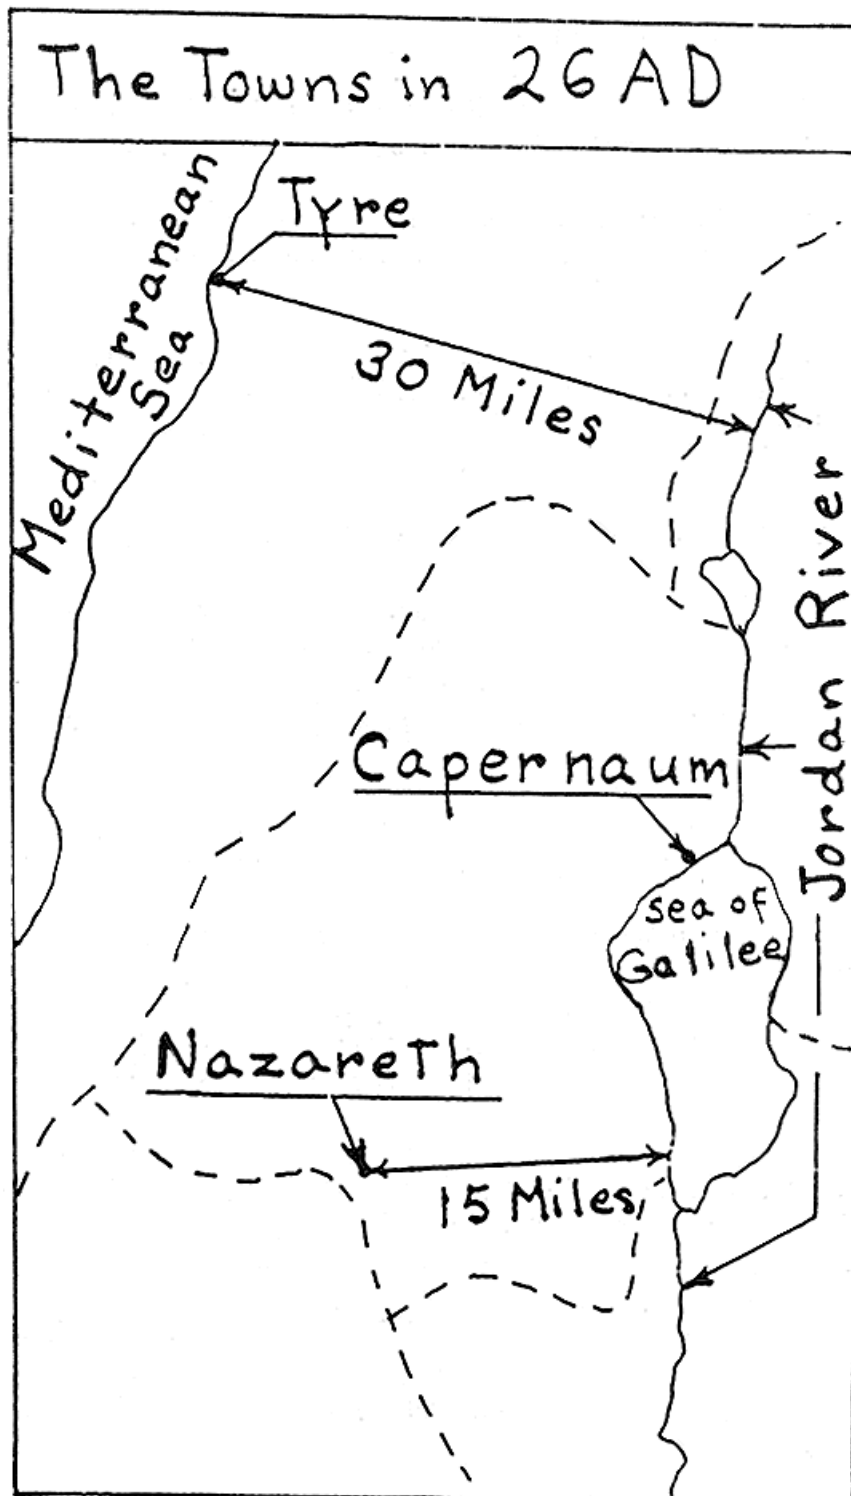 The Towns in 26 AD
Tyre
Mediterranean
Sea
30 Miles
Jordan River
Capernaum
Sea of
Galilee
Nazareth
15 Miles